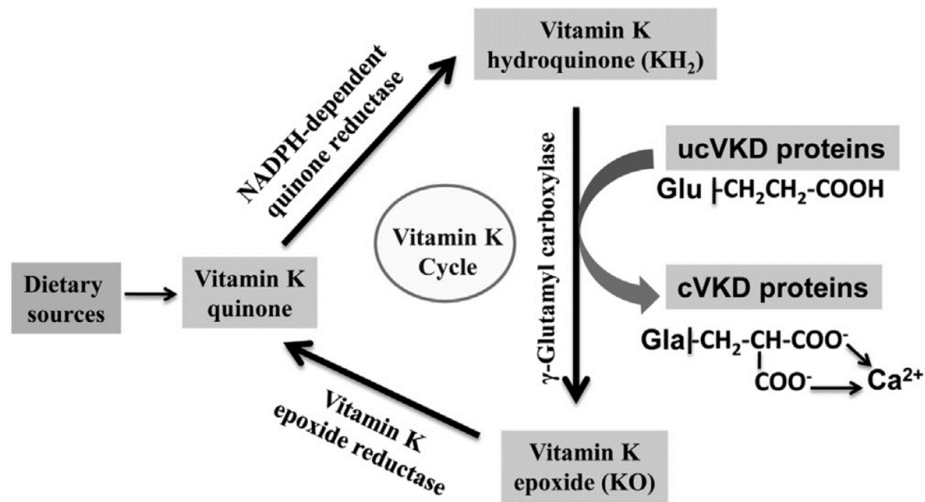 Vitamin K
hydroquinone (KH₂)
NADPH-dependent
quinone reductase
γ-Glutamyl carboxylase
ucVKD proteins
Glu |-CH₂CH₂-COOH
Vitamin K
Cycle
Dietary
sources
Vitamin K
quinone
cVKD proteins
Gla|-CH₂-CH-COO⁻
COO⁻
Ca²⁺
Vitamin K
epoxide reductase
Vitamin K
epoxide (KO)